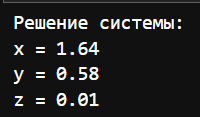 Решение системы:
x = 1.64
y = 0.58
z = 0.01